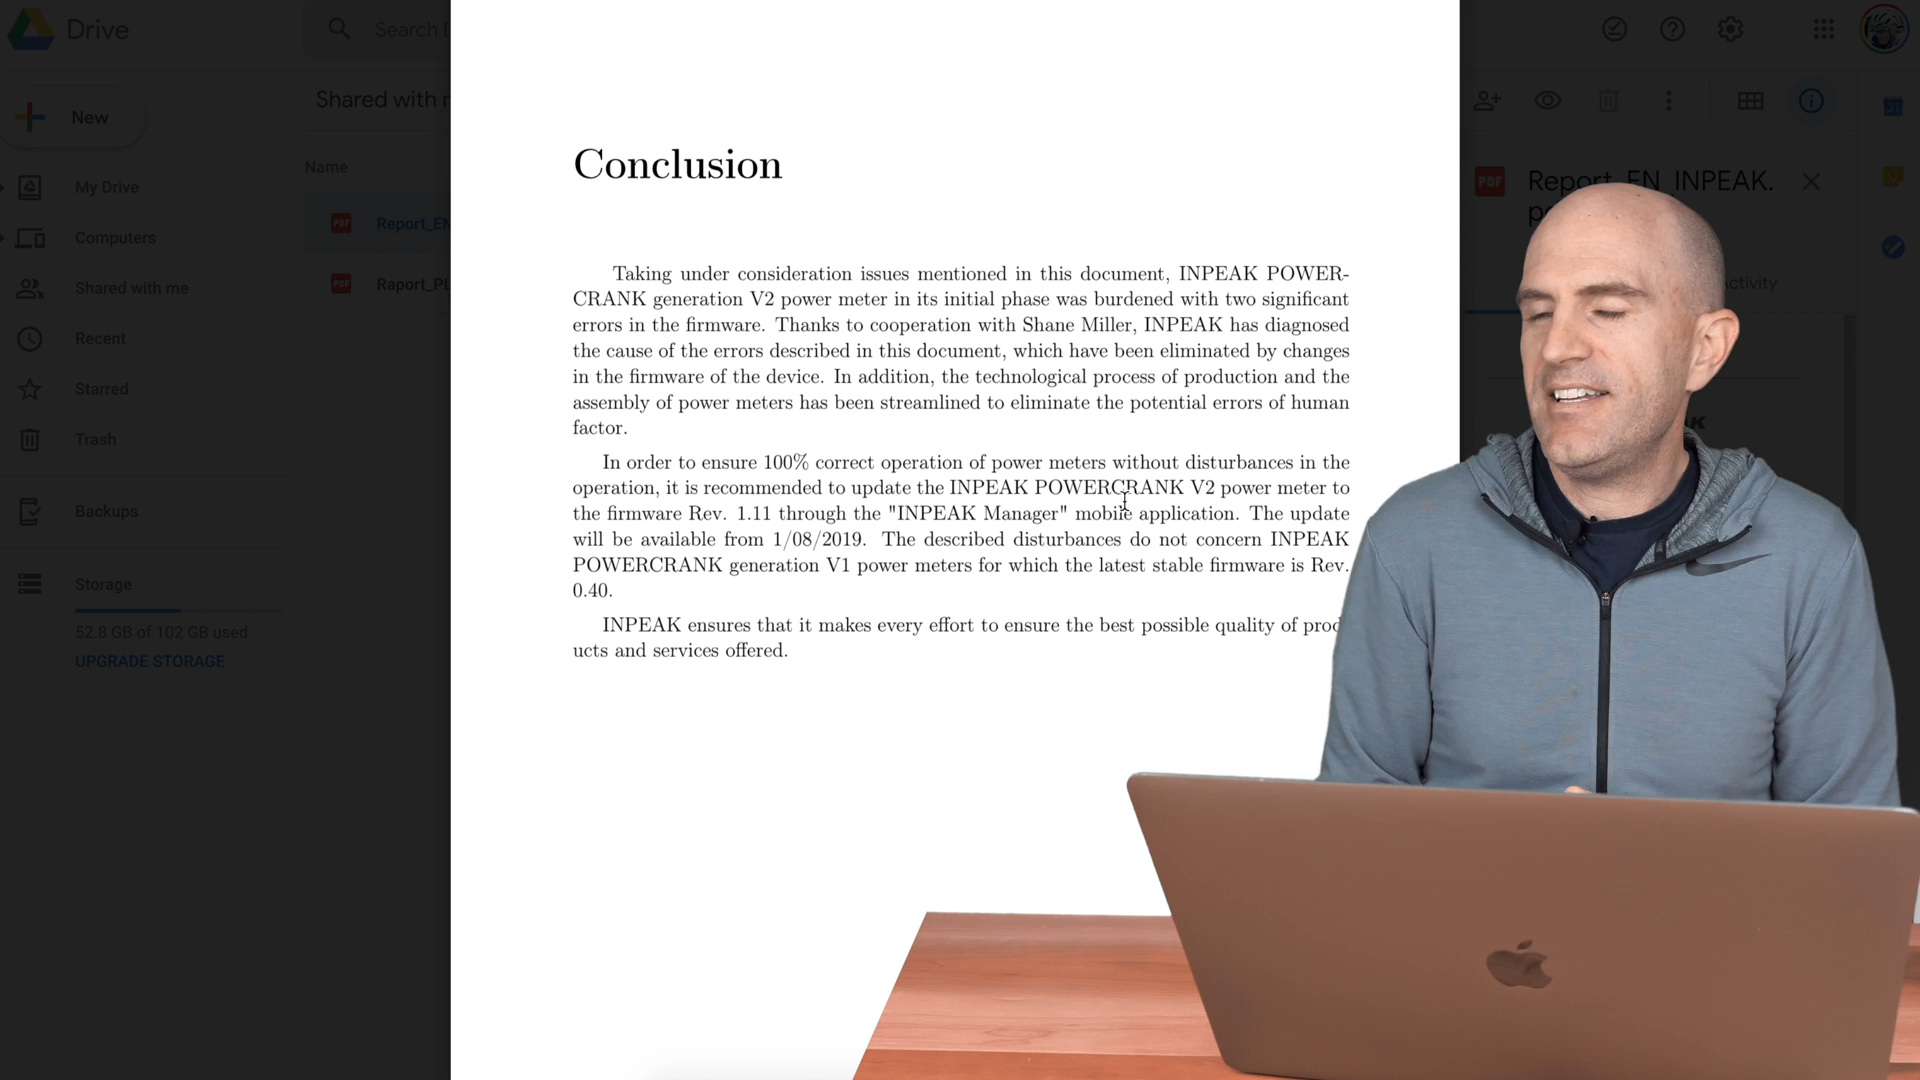 Drive
Search
New
Shared with
Name
My Drive
Computers
Shared with me
Recent
Starred
Trash
Backups
Storage
52.8 GB of 102 GB used
UPGRADE STORAGE
PDF Report_EN
PDF Raport_PL
Conclusion
Taking under consideration issues mentioned in this document, INPEAK POWER-
CRANK generation V2 power meter in its initial phase was burdened with two significant
errors in the firmware. Thanks to cooperation with Shane Miller, INPEAK has diagnosed
the cause of the errors described in this document, which have been eliminated by changes
in the firmware of the device. In addition, the technological process of production and the
assembly of power meters has been streamlined to eliminate the potential errors of human
factor.
In order to ensure 100% correct operation of power meters without disturbances in the
operation, it is recommended to update the INPEAK POWERCRANK V2 power meter to
the firmware Rev. 1.11 through the "INPEAK Manager" mobile application. The update
will be available from 1/08/2019. The described disturbances do not concern INPEAK
POWERCRANK generation V1 power meters for which the latest stable firmware is Rev.
0.40.
INPEAK ensures that it makes every effort to ensure the best possible quality of prod
ucts and services offered.
PDF Report_EN_INPEAK.